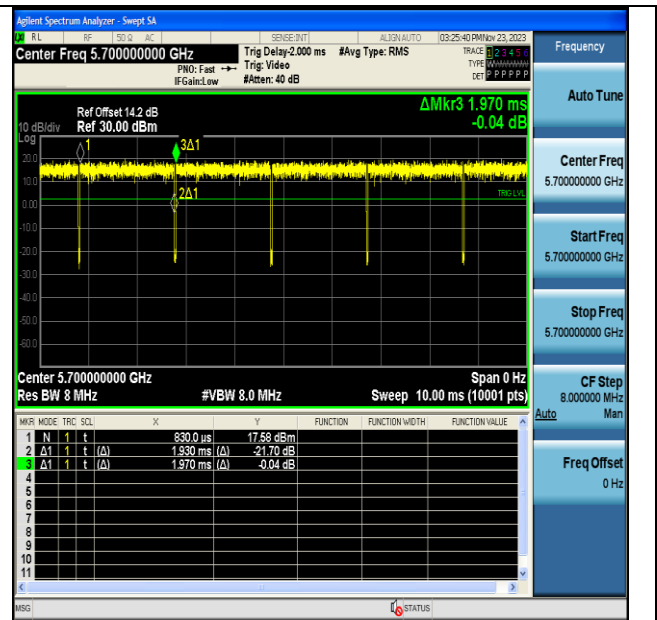 Agilent Spectrum Analyzer - Swept SA
RL RF 50 Ω AC SENSE:INT ALIGN AUTO 03:25:40 PM Nov 23, 2023
Center Freq 5.700000000 GHz
PNO: Fast
IFGain:Low
Trig Delay-2.000 ms
Trig: Video
#Atten: 40 dB
#Avg Type: RMS
TRACE 1 2 3 4 5 6
TYPE WWWWWW
DET P P P P P P
ΔMkr3 1.970 ms
-0.04 dB
Ref Offset 14.2 dB
10 dB/div Ref 30.00 dBm
Log
20.0
10.0
0.00
-10.0
-20.0
-30.0
-40.0
-50.0
-60.0
1
3Δ1
2Δ1
TRIG LVL
Center 5.700000000 GHz Span 0 Hz
Res BW 8 MHz #VBW 8.0 MHz Sweep 10.00 ms (10001 pts)
MKR MODE TRC SCL X Y FUNCTION FUNCTION WIDTH FUNCTION VALUE
1 N 1 t 830.0 µs 17.58 dBm
2 Δ1 1 t (Δ) 1.930 ms (Δ) -21.70 dB
3 Δ1 1 t (Δ) 1.970 ms (Δ) -0.04 dB
4
5
6
7
8
9
10
11
MSG STATUS
Frequency
Auto Tune
Center Freq
5.700000000 GHz
Start Freq
5.700000000 GHz
Stop Freq
5.700000000 GHz
CF Step
8.000000 MHz
Auto Man
Freq Offset
0 Hz